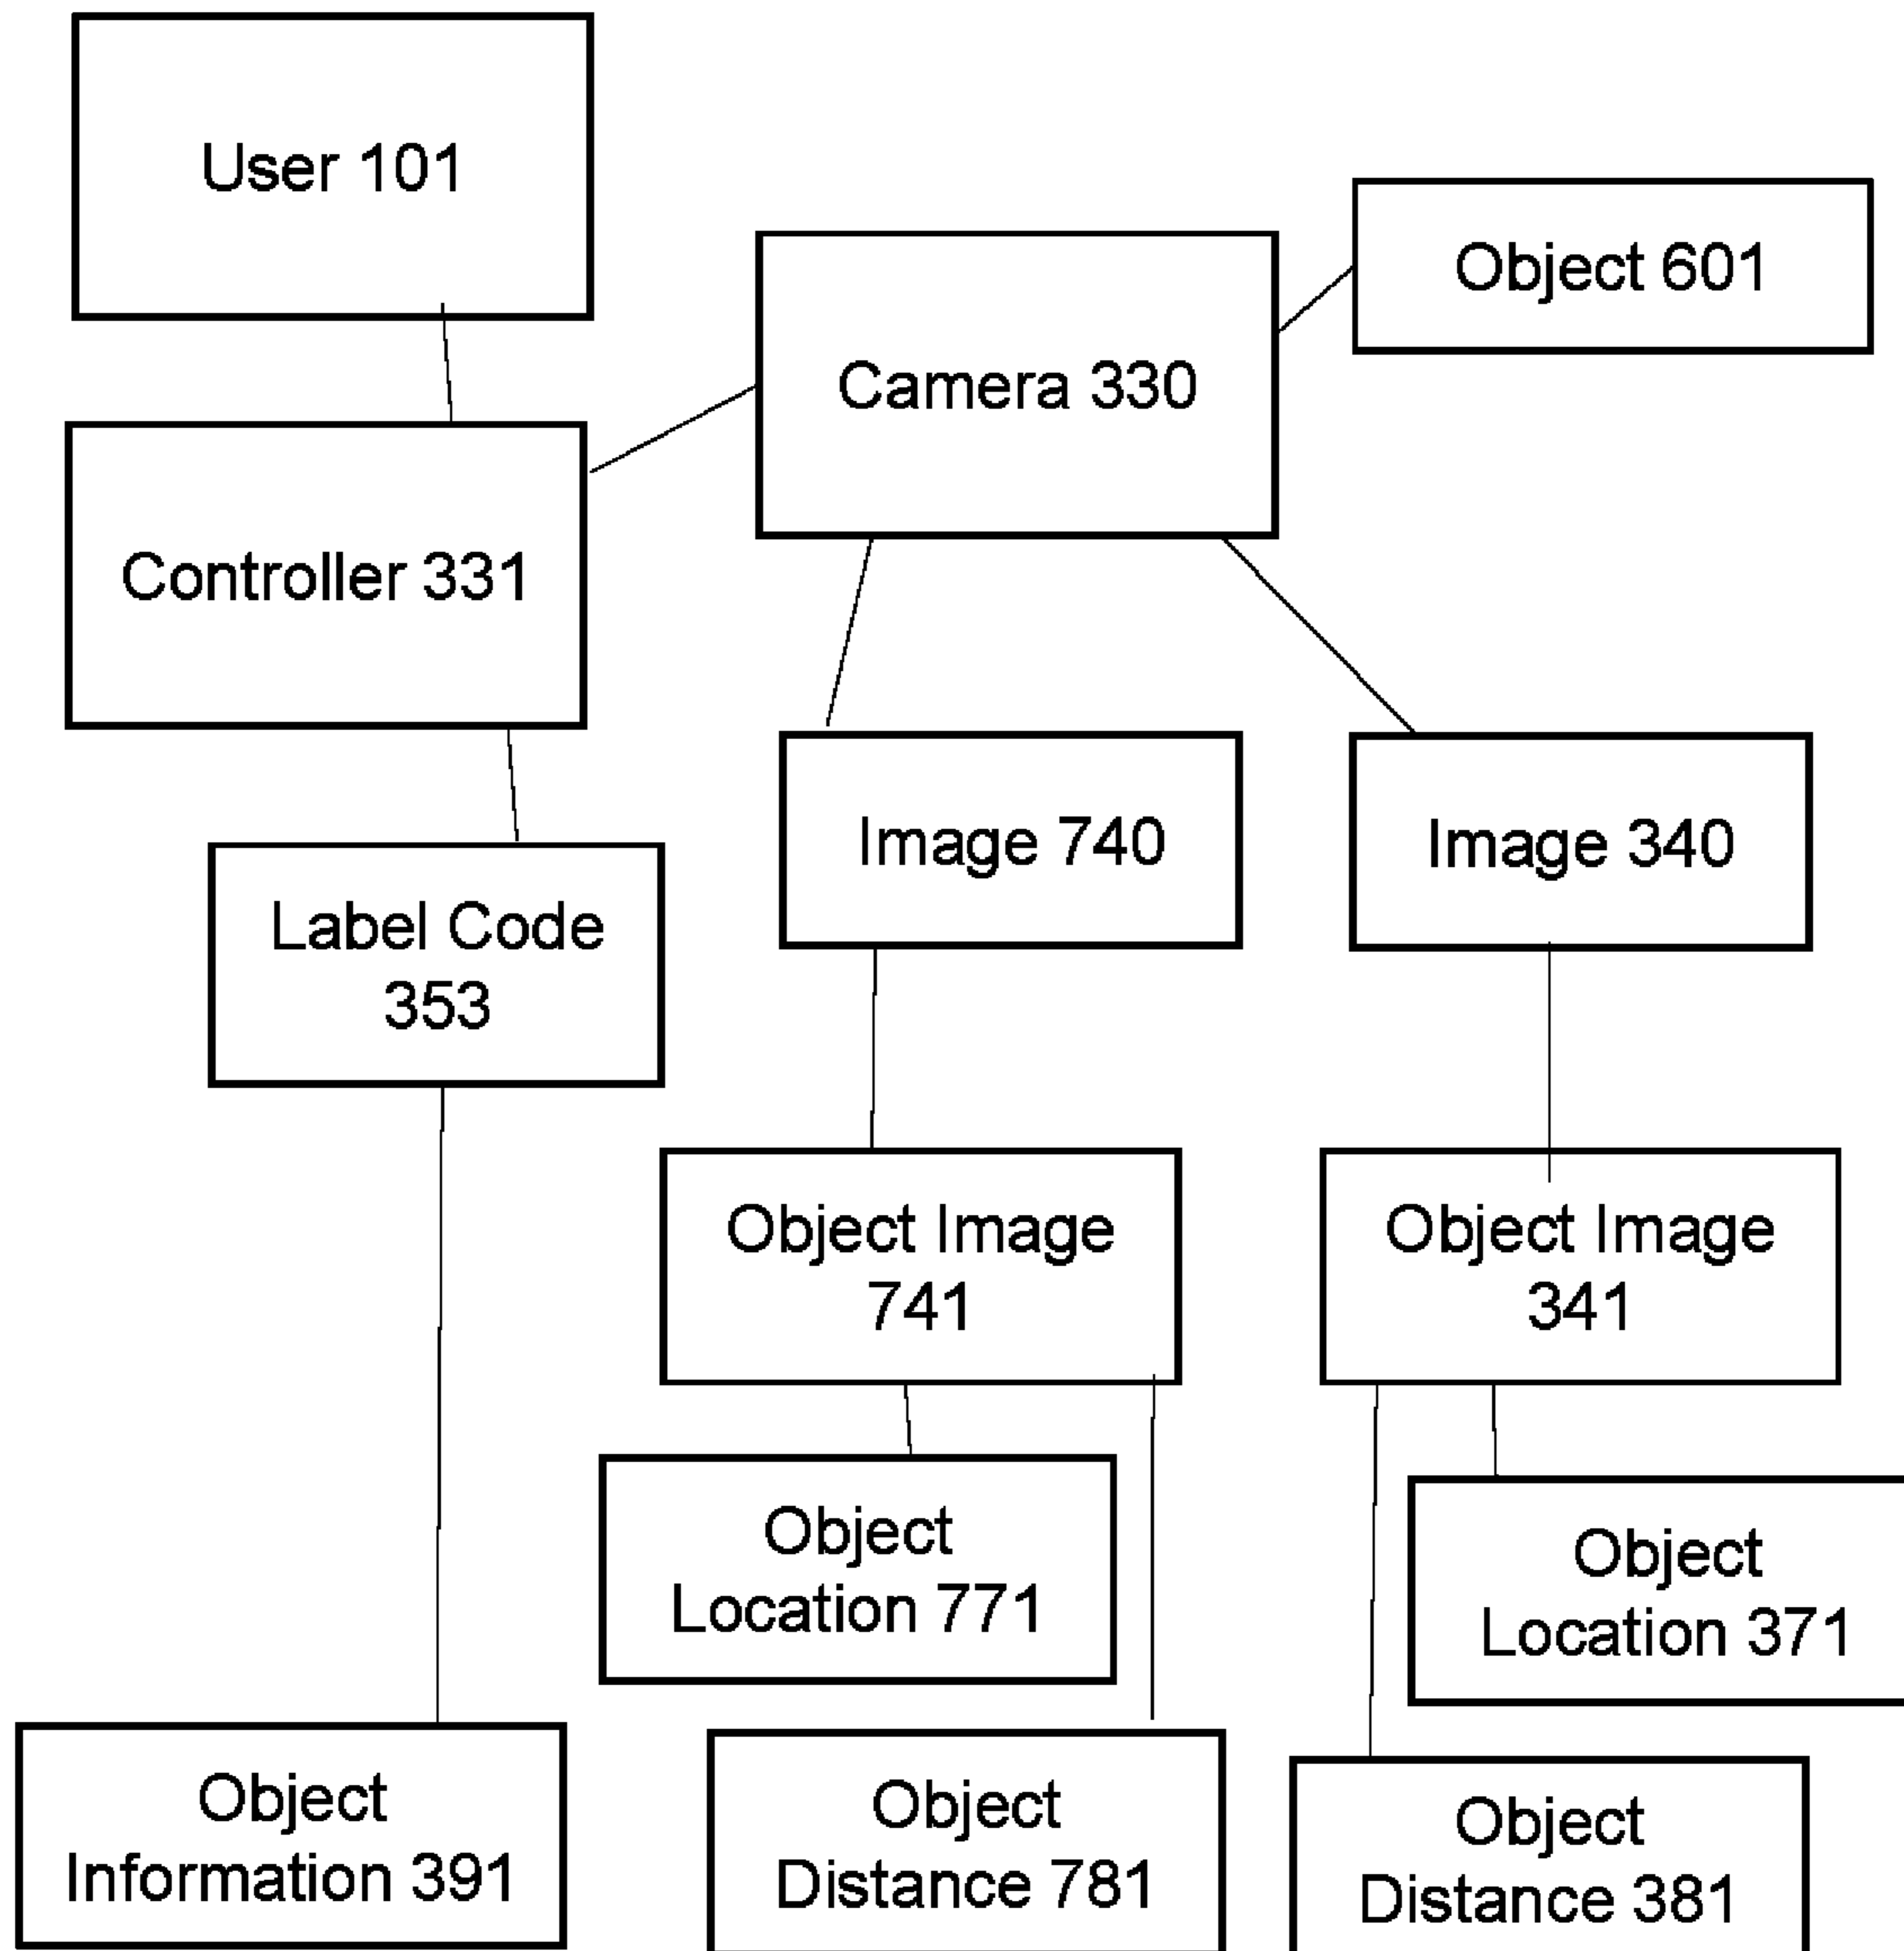 User 101
Object 601
Camera 330
Controller 331
Image 740
Image 340
Label Code
353
Object Image
741
Object Image
341
Object
Location 771
Object
Location 371
Object
Information 391
Object
Distance 781
Object
Distance 381